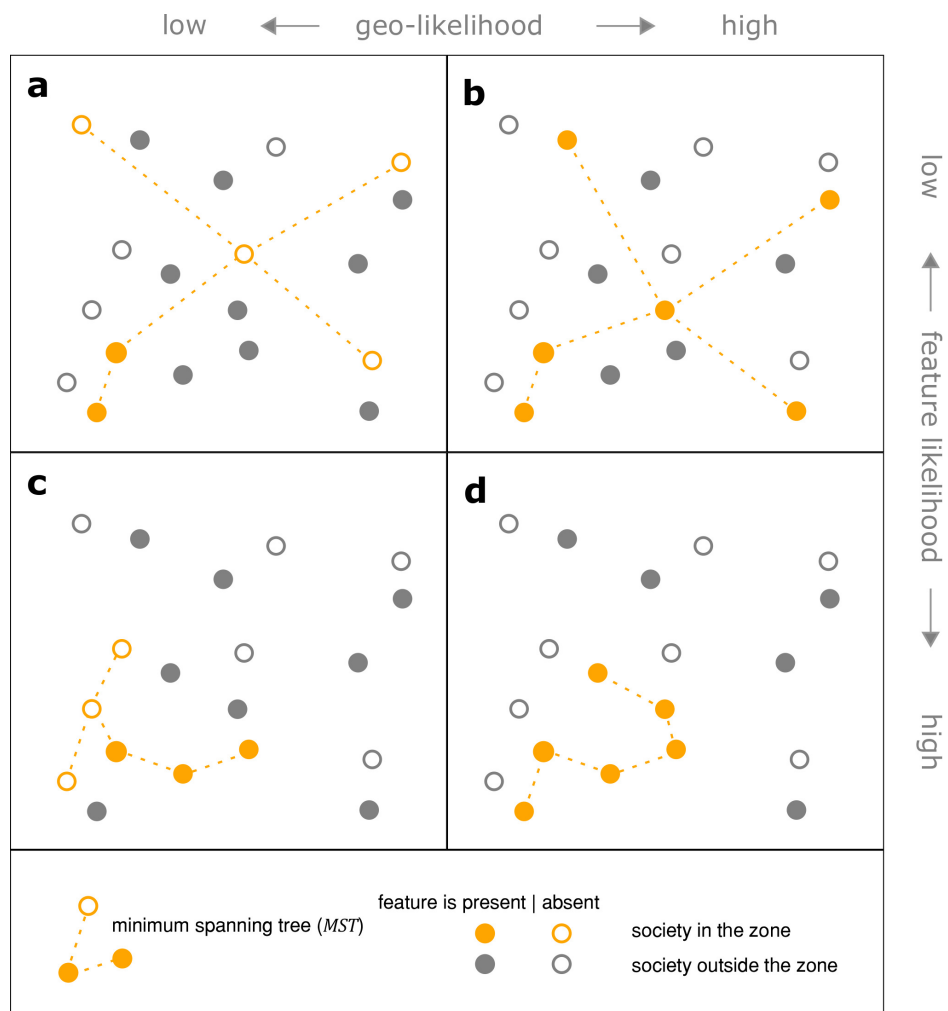 low ← geo-likelihood → high
a
b
low ← feature likelihood → high
c
d
feature is present | absent
minimum spanning tree (MST)
society in the zone
society outside the zone